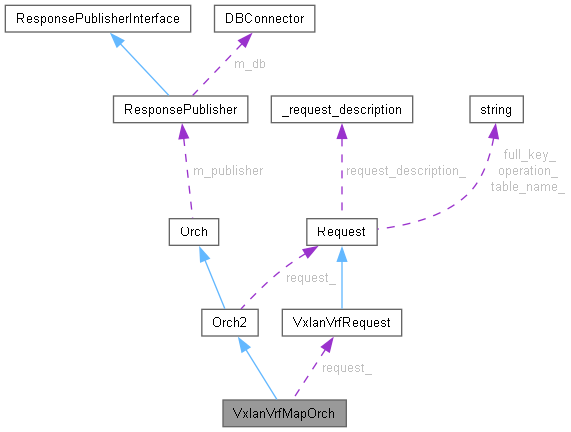 ResponsePublisherInterface
DBConnector
m_db
ResponsePublisher
_request_description
string
m_publisher
request_description_
full_key_
operation_
table_name_
Orch
Request
request_
Orch2
VxlanVrfRequest
request_
VxlanVrfMapOrch